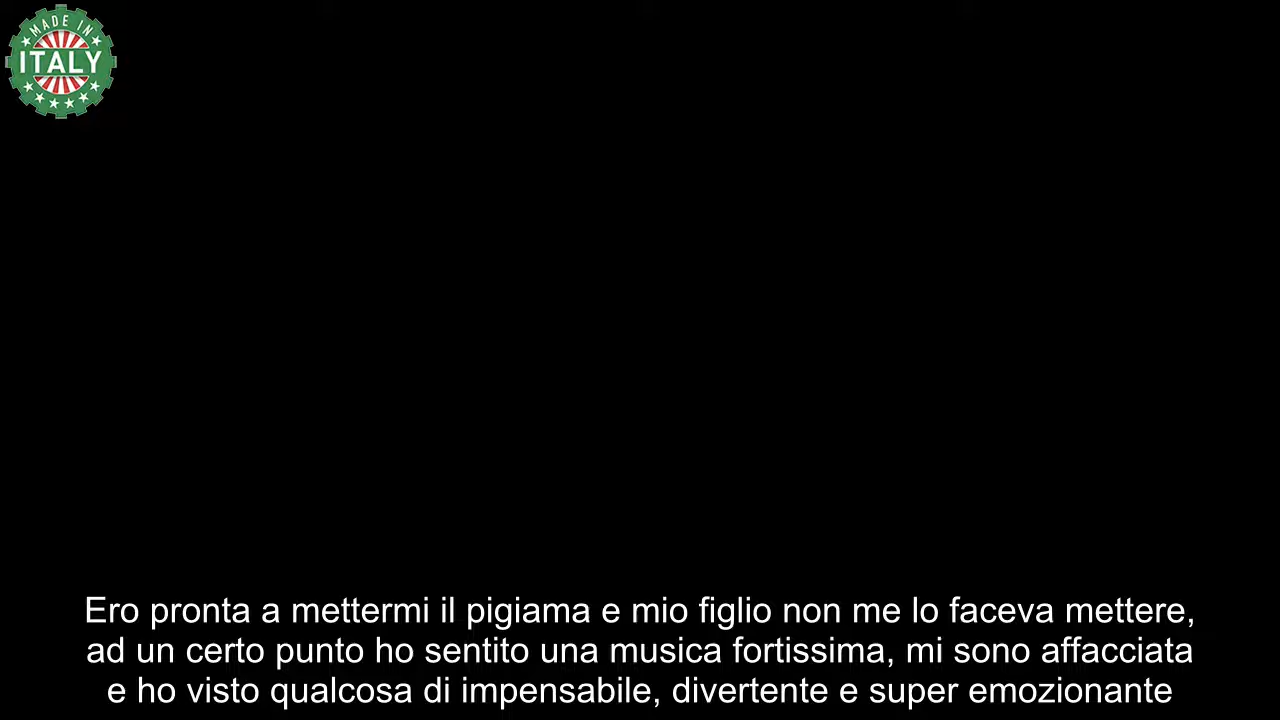 MADE IN
ITALY
Ero pronta a mettermi il pigiama e mio figlio non me lo faceva mettere,
ad un certo punto ho sentito una musica fortissima, mi sono affacciata
e ho visto qualcosa di impensabile, divertente e super emozionante